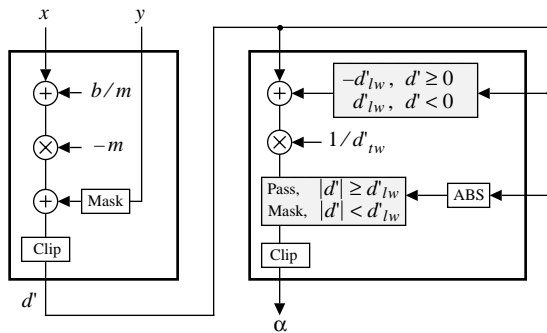 x
y
+
b/m
×
−m
+
Mask
Clip
d'
+
−d'lw , d' ≥ 0
d'lw , d' < 0
×
1/d'tw
Pass, |d'| ≥ d'lw
Mask, |d'| < d'lw
ABS
Clip
α